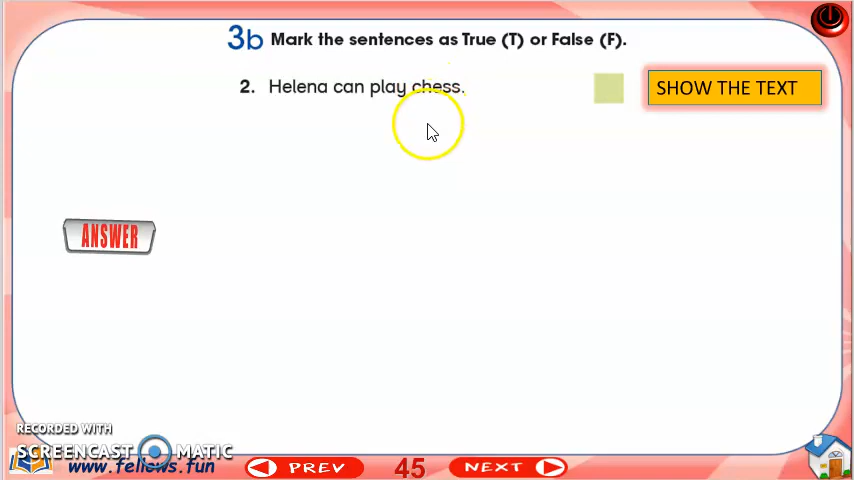 3b Mark the sentences as True (T) or False (F).
2. Helena can play chess.
SHOW THE TEXT
ANSWER
RECORDED WITH
SCREENCAST MATIC
www.fellows.fun
PREV 45 NEXT